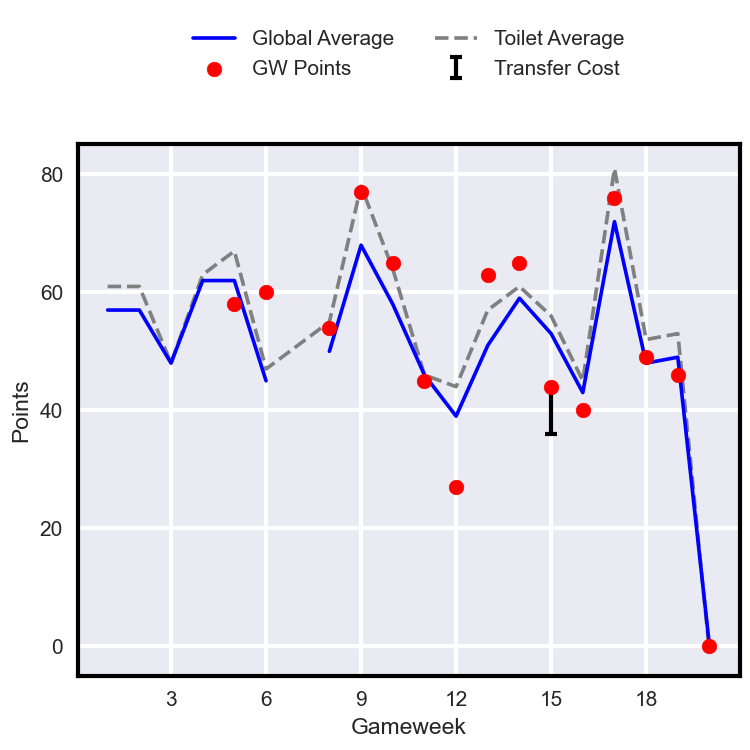 Global Average
Toilet Average
GW Points
Transfer Cost
80
60
40
20
0
Points
3
6
9
12
15
18
Gameweek